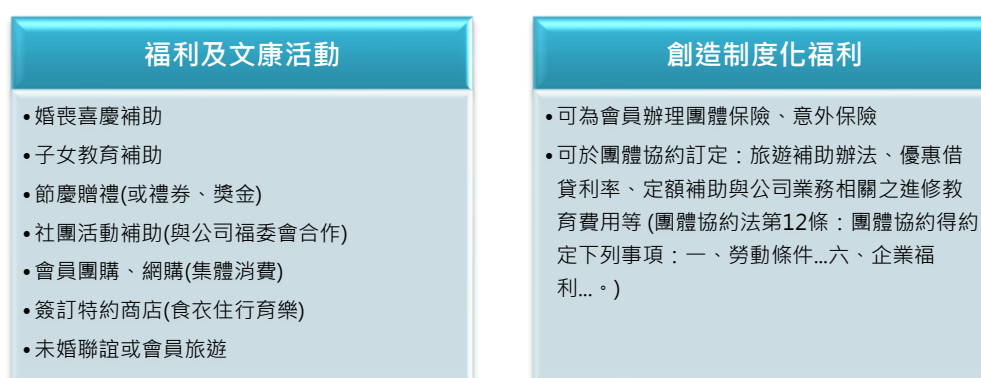 福利及文康活動
•婚喪喜慶補助
•子女教育補助
•節慶贈禮(或禮券、獎金)
•社團活動補助(與公司福委會合作)
•會員團購、網購(集體消費)
•簽訂特約商店(食衣住行育樂)
•未婚聯誼或會員旅遊
創造制度化福利
•可為會員辦理團體保險、意外保險
•可於團體協約訂定：旅遊補助辦法、優惠借
貸利率、定額補助與公司業務相關之進修教
育費用等 (團體協約法第12條：團體協約得約
定下列事項：一、勞動條件...六、企業福
利...。)